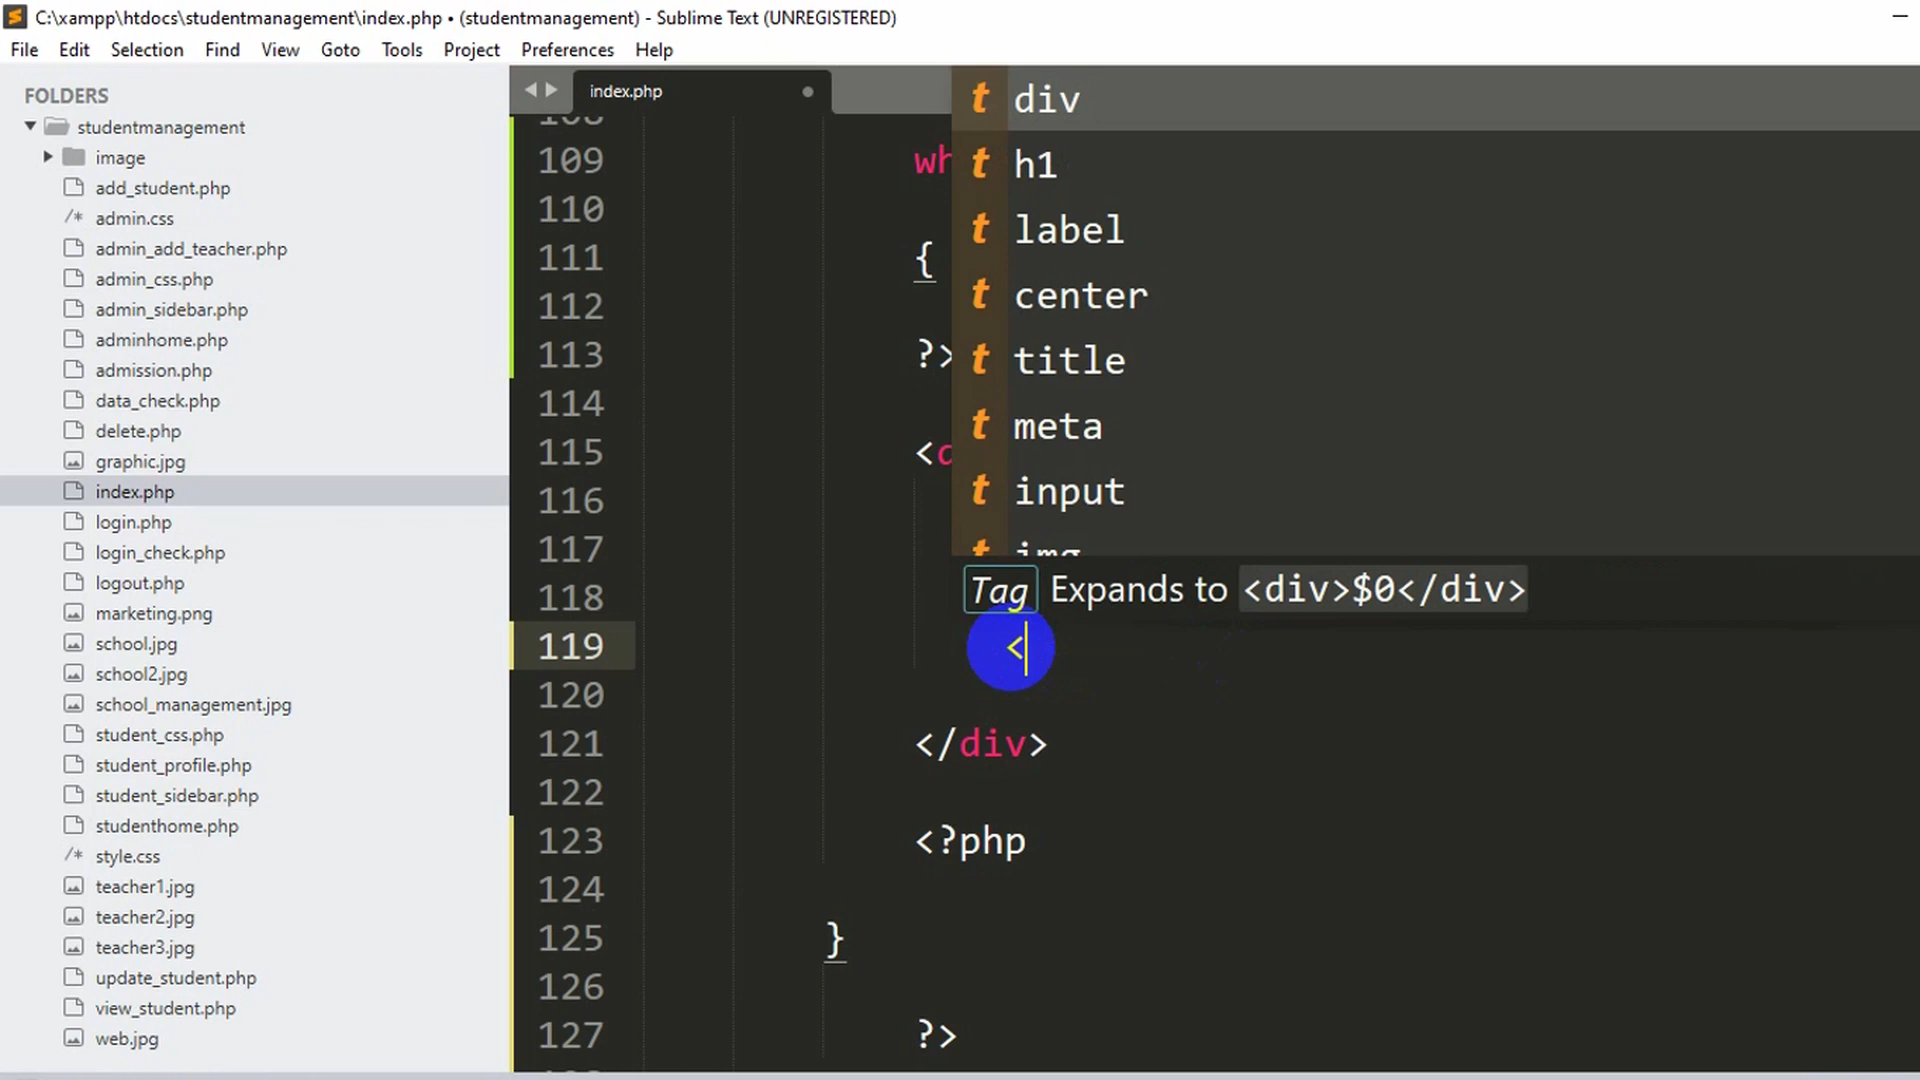 C:\xampp\htdocs\studentmanagement\index.php • (studentmanagement) - Sublime Text (UNREGISTERED)
File Edit Selection Find View Goto Tools Project Preferences Help
FOLDERS
studentmanagement
image
add_student.php
/* admin.css
admin_add_teacher.php
admin_css.php
admin_sidebar.php
adminhome.php
admission.php
data_check.php
delete.php
graphic.jpg
index.php
login.php
login_check.php
logout.php
marketing.png
school.jpg
school2.jpg
school_management.jpg
student_css.php
student_profile.php
student_sidebar.php
studenthome.php
/* style.css
teacher1.jpg
teacher2.jpg
teacher3.jpg
update_student.php
view_student.php
web.jpg
index.php
108
109 wh
110
111 {
112
113 ?>
114
115 <d
116
117
118
119 <
120
121 </div>
122
123 <?php
124
125 }
126
127 ?>
t div
t h1
t label
t center
t title
t meta
t input
t img
Tag Expands to <div>$0</div>